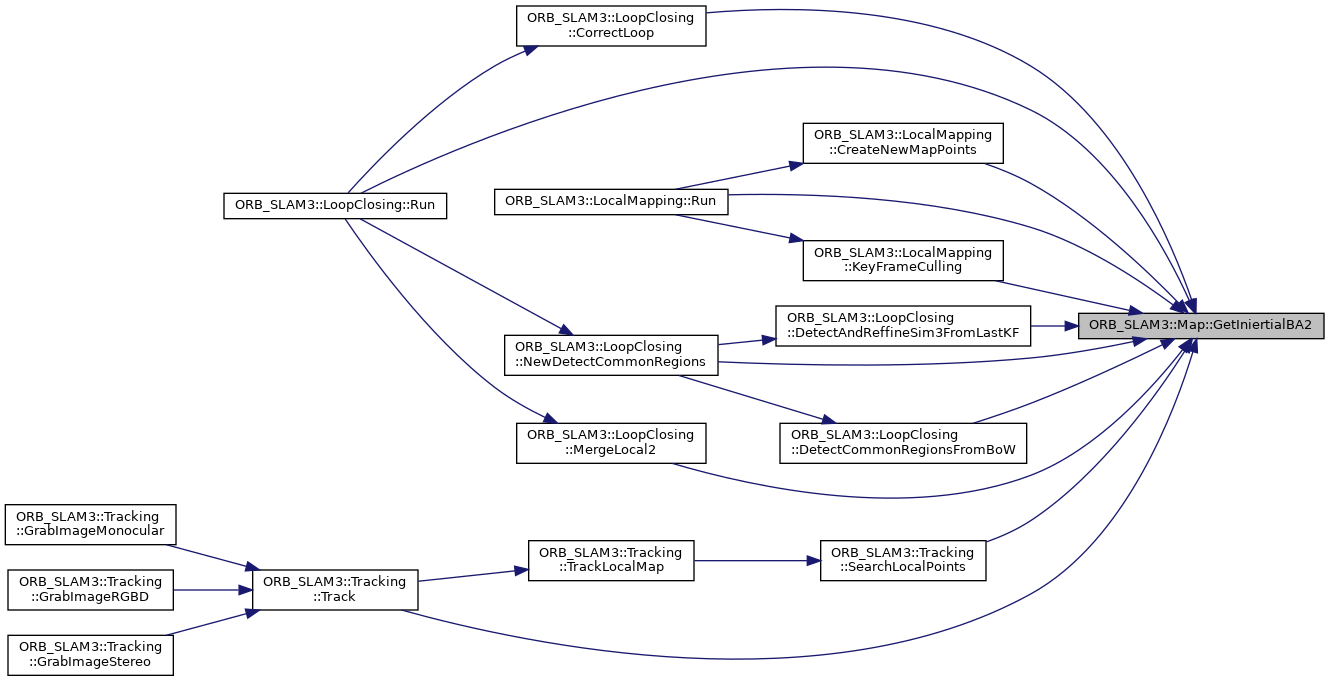 ORB_SLAM3::LoopClosing
::CorrectLoop
ORB_SLAM3::LocalMapping
::CreateNewMapPoints
ORB_SLAM3::LoopClosing::Run
ORB_SLAM3::LocalMapping::Run
ORB_SLAM3::LocalMapping
::KeyFrameCulling
ORB_SLAM3::LoopClosing
::DetectAndReffineSim3FromLastKF
ORB_SLAM3::Map::GetIniertialBA2
ORB_SLAM3::LoopClosing
::NewDetectCommonRegions
ORB_SLAM3::LoopClosing
::MergeLocal2
ORB_SLAM3::LoopClosing
::DetectCommonRegionsFromBoW
ORB_SLAM3::Tracking
::GrabImageMonocular
ORB_SLAM3::Tracking
::TrackLocalMap
ORB_SLAM3::Tracking
::SearchLocalPoints
ORB_SLAM3::Tracking
::GrabImageRGBD
ORB_SLAM3::Tracking
::Track
ORB_SLAM3::Tracking
::GrabImageStereo